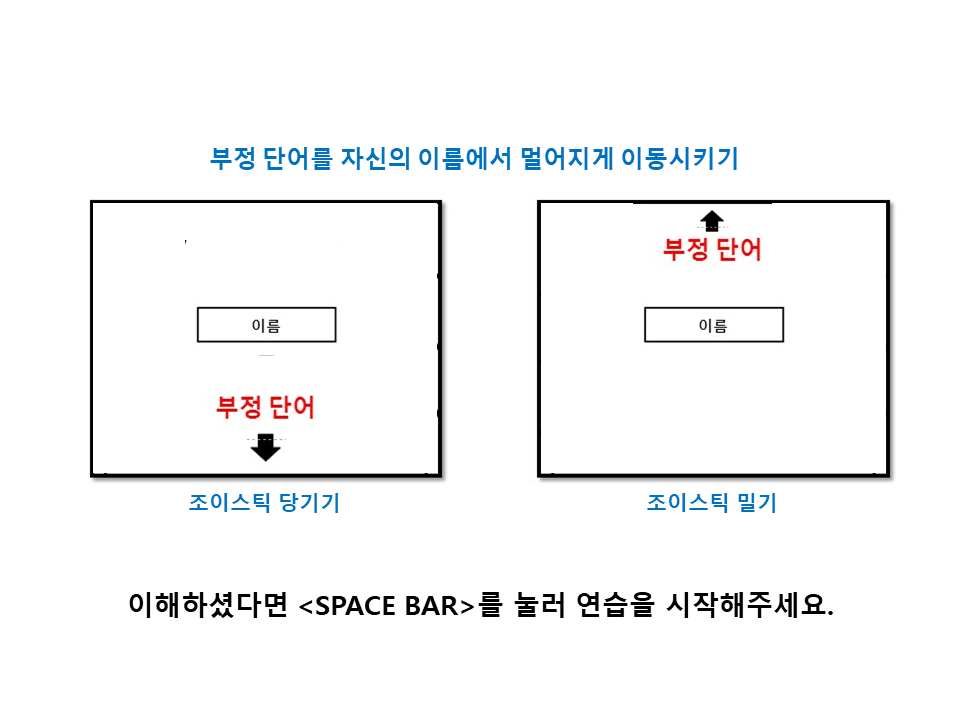 부정 단어를 자신의 이름에서 멀어지게 이동시키기
이름
부정 단어
조이스틱 당기기
부정 단어
이름
조이스틱 밀기
이해하셨다면 <SPACE BAR>를 눌러 연습을 시작해주세요.